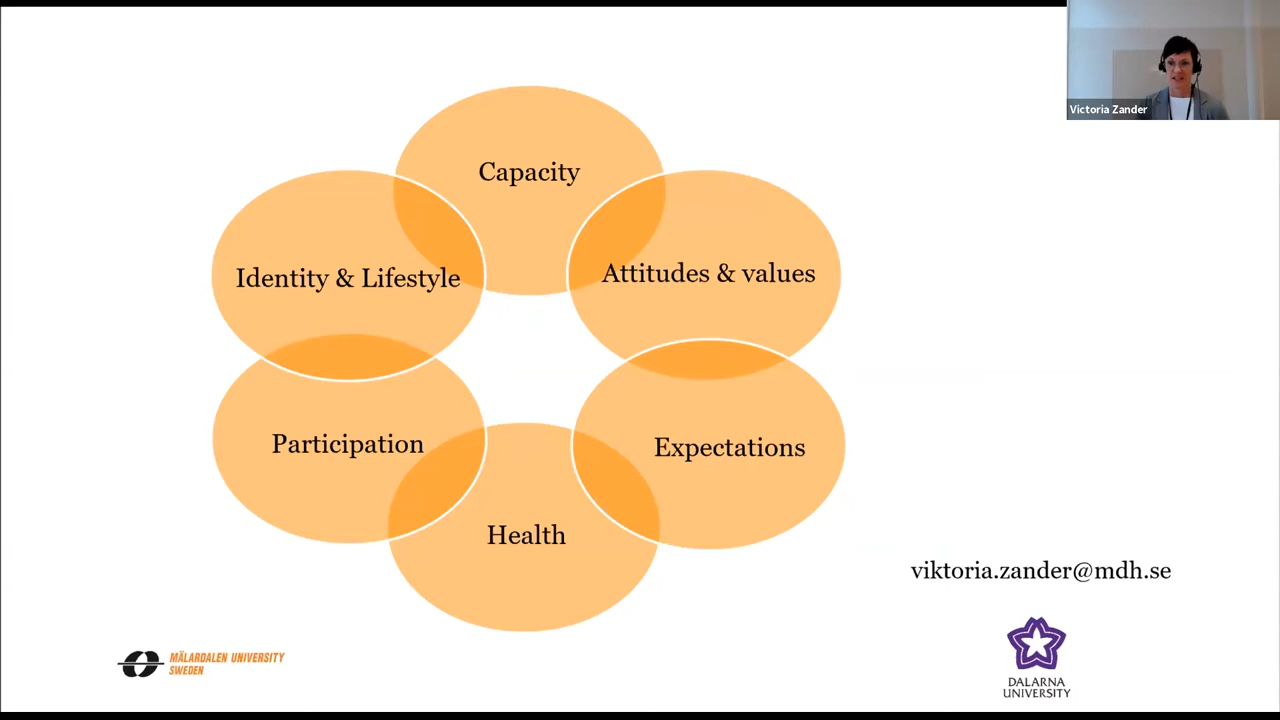 Victoria Zander
Capacity
Identity & Lifestyle
Attitudes & values
Participation
Expectations
Health
viktoria.zander@mdh.se
MÄLARDALEN UNIVERSITY
SWEDEN
DALARNA
UNIVERSITY